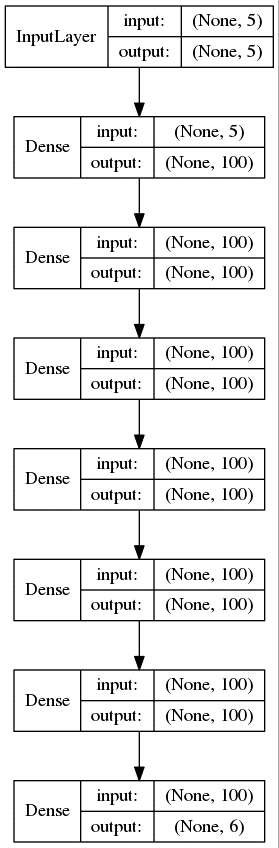 InputLayer
input: (None, 5)
output: (None, 5)
Dense
input: (None, 5)
output: (None, 100)
Dense
input: (None, 100)
output: (None, 100)
Dense
input: (None, 100)
output: (None, 100)
Dense
input: (None, 100)
output: (None, 100)
Dense
input: (None, 100)
output: (None, 100)
Dense
input: (None, 100)
output: (None, 100)
Dense
input: (None, 100)
output: (None, 6)